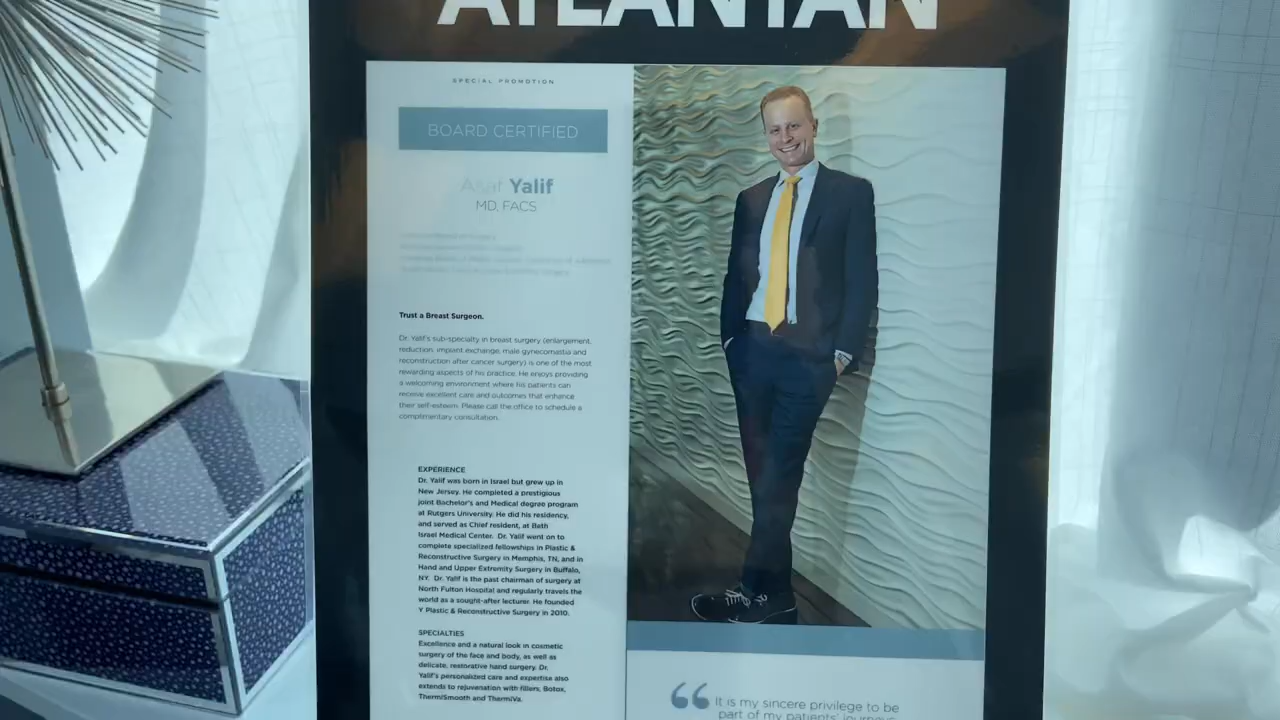 ATLANTAN
SPECIAL PROMOTION
BOARD CERTIFIED
Asaf Yalif
MD, FACS
Trust a Breast Surgeon.
Dr. Yalif's sub-specialty in breast surgery (enlargement,
reduction, implant exchange, male gynecomastia and
reconstruction after cancer surgery) is one of the most
rewarding aspects of his practice. He enjoys providing
a welcoming environment where his patients can
receive excellent care and outcomes that enhance
their self-esteem. Please call the office to schedule a
complimentary consultation.
EXPERIENCE
Dr. Yalif was born in Israel but grew up in
New Jersey. He completed a prestigious
joint Bachelor's and Medical degree program
at Rutgers University. He did his residency,
and served as Chief resident, at Beth
Israel Medical Center. Dr. Yalif went on to
complete specialized fellowships in Plastic &
Reconstructive Surgery in Memphis, TN, and in
Hand and Upper Extremity Surgery in Buffalo,
NY. Dr. Yalif is the past chairman of surgery at
North Fulton Hospital and regularly travels the
world as a sought-after lecturer. He founded
Y Plastic & Reconstructive Surgery in 2010.
SPECIALTIES
Excellence and a natural look in cosmetic
surgery of the face and body, as well as
delicate, restorative hand surgery. Dr.
Yalif's personalized care and expertise also
extends to rejuvenation with fillers, Botox,
ThermiSmooth and ThermiVa.
“ It is my sincere privilege to be
part of my patients' journeys